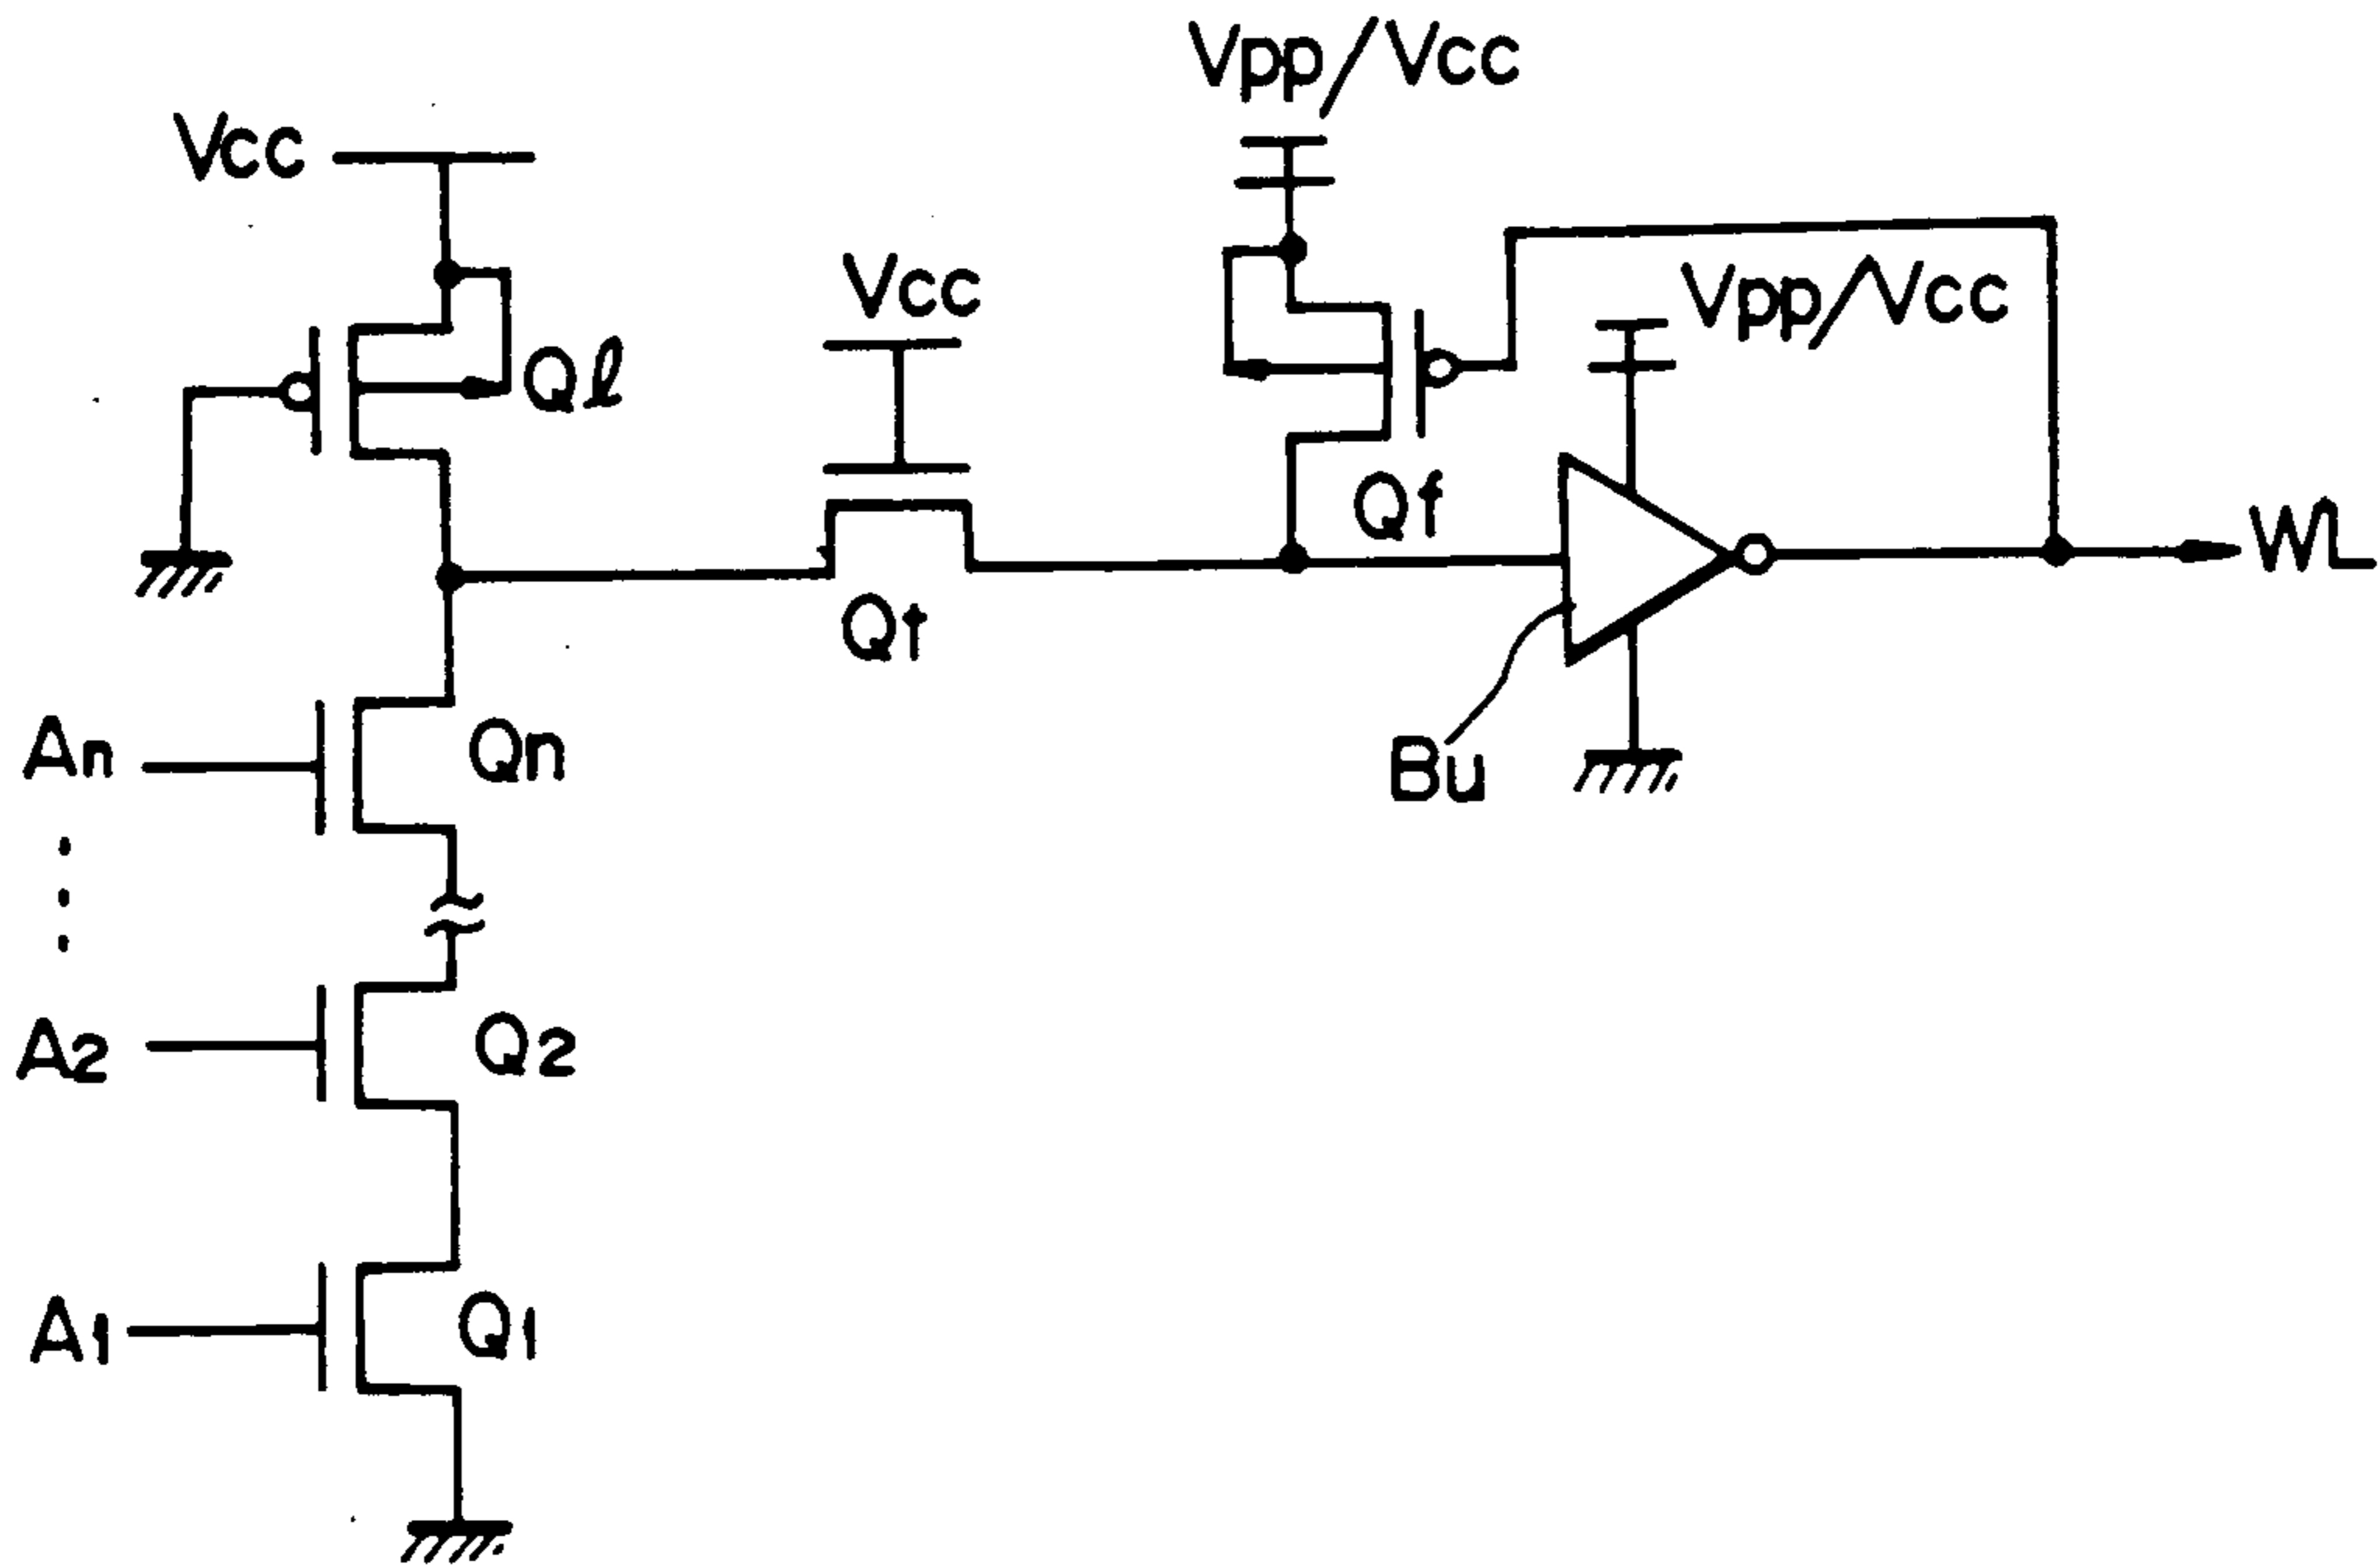 Vpp/Vcc
Vcc
Vcc
Vpp/Vcc
Qℓ
Qf
WL
Qt
An
Qn
Bu
A2
Q2
A1
Q1